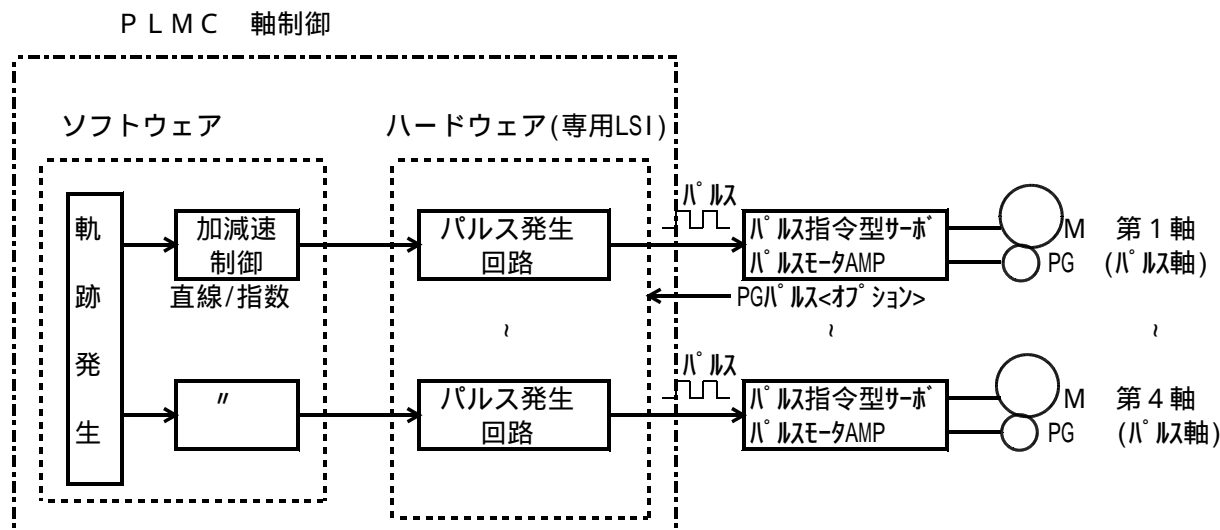 ＰＬＭＣ　軸制御
ソフトウェア
ハードウェア(専用LSI)
軌跡発生
加減速
制御
直線/指数
パルス発生
回路
ﾊﾟﾙｽ
ﾊﾟﾙｽ指令型ｻｰﾎﾞ
ﾊﾟﾙｽﾓｰﾀAMP
M
PG
第１軸
(ﾊﾟﾙｽ軸)
PGﾊﾟﾙｽ<ｵﾌﾟｼｮﾝ>
~
~
~
〃
パルス発生
回路
ﾊﾟﾙｽ
ﾊﾟﾙｽ指令型ｻｰﾎﾞ
ﾊﾟﾙｽﾓｰﾀAMP
M
PG
第４軸
(ﾊﾟﾙｽ軸)